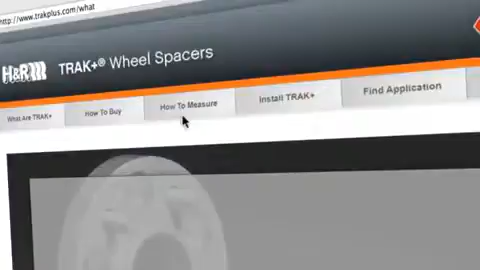 http://www.trakplus.com/what
H&R TRAK+® Wheel Spacers
What Are TRAK+ How To Buy How To Measure Install TRAK+ Find Application